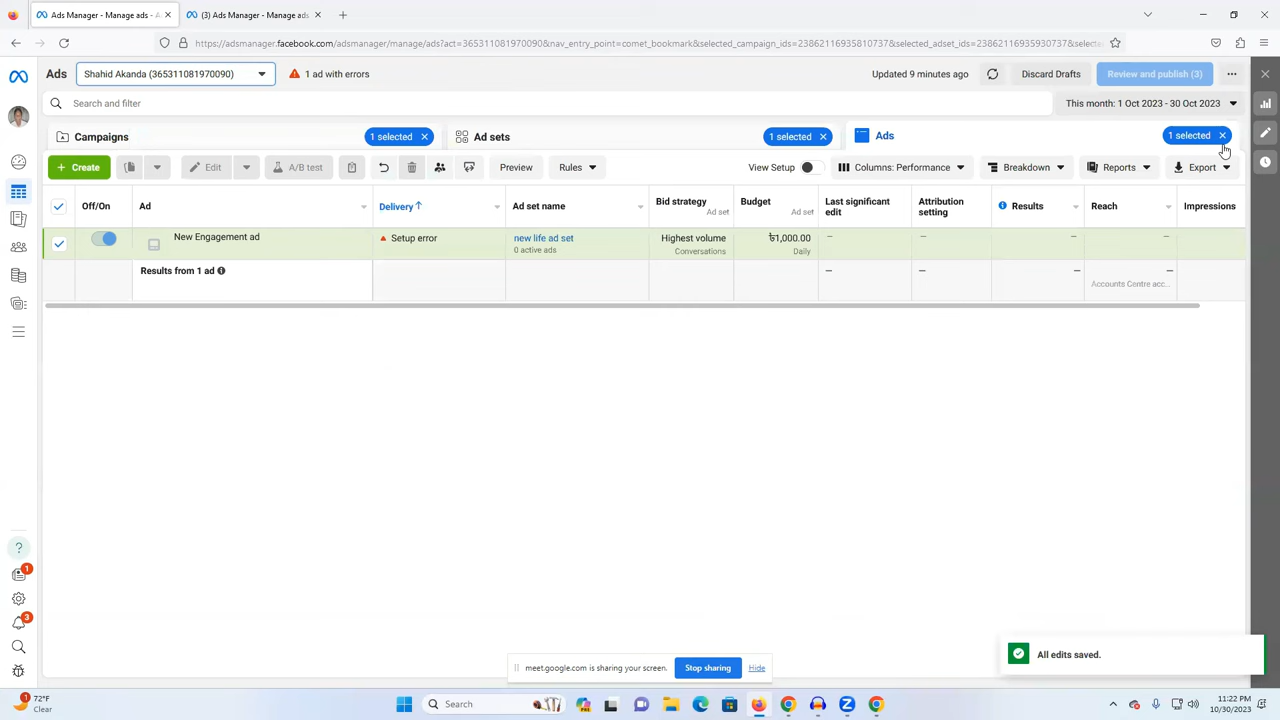 Ads Manager - Manage ads - A
(3) Ads Manager - Manage ads
https://adsmanager.facebook.com/adsmanager/manage/ads?act=365311081970090&nav_entry_point=comet_bookmark&selected_campaign_ids=23862116935810737&selected_adset_ids=23862116935930737&selec
Ads
Shahid Akanda (365311081970090)
1 ad with errors
Updated 9 minutes ago
Discard Drafts
Review and publish (3)
Search and filter
This month: 1 Oct 2023 - 30 Oct 2023
Campaigns
1 selected
Ad sets
1 selected
Ads
1 selected
+ Create
Edit
A/B test
Preview
Rules
View Setup
Columns: Performance
Breakdown
Reports
Export
Off/On
Ad
Delivery ↑
Ad set name
Bid strategy
Ad set
Budget
Ad set
Last significant
edit
Attribution
setting
Results
Reach
Impressions
New Engagement ad
Setup error
new life ad set
0 active ads
Highest volume
Conversations
৳1,000.00
Daily
—
—
—
—
Results from 1 ad
—
—
—
—
Accounts Centre acc...
1
3
All edits saved.
meet.google.com is sharing your screen.
Stop sharing
Hide
1
72°F
Clear
Search
11:22 PM
10/30/2023